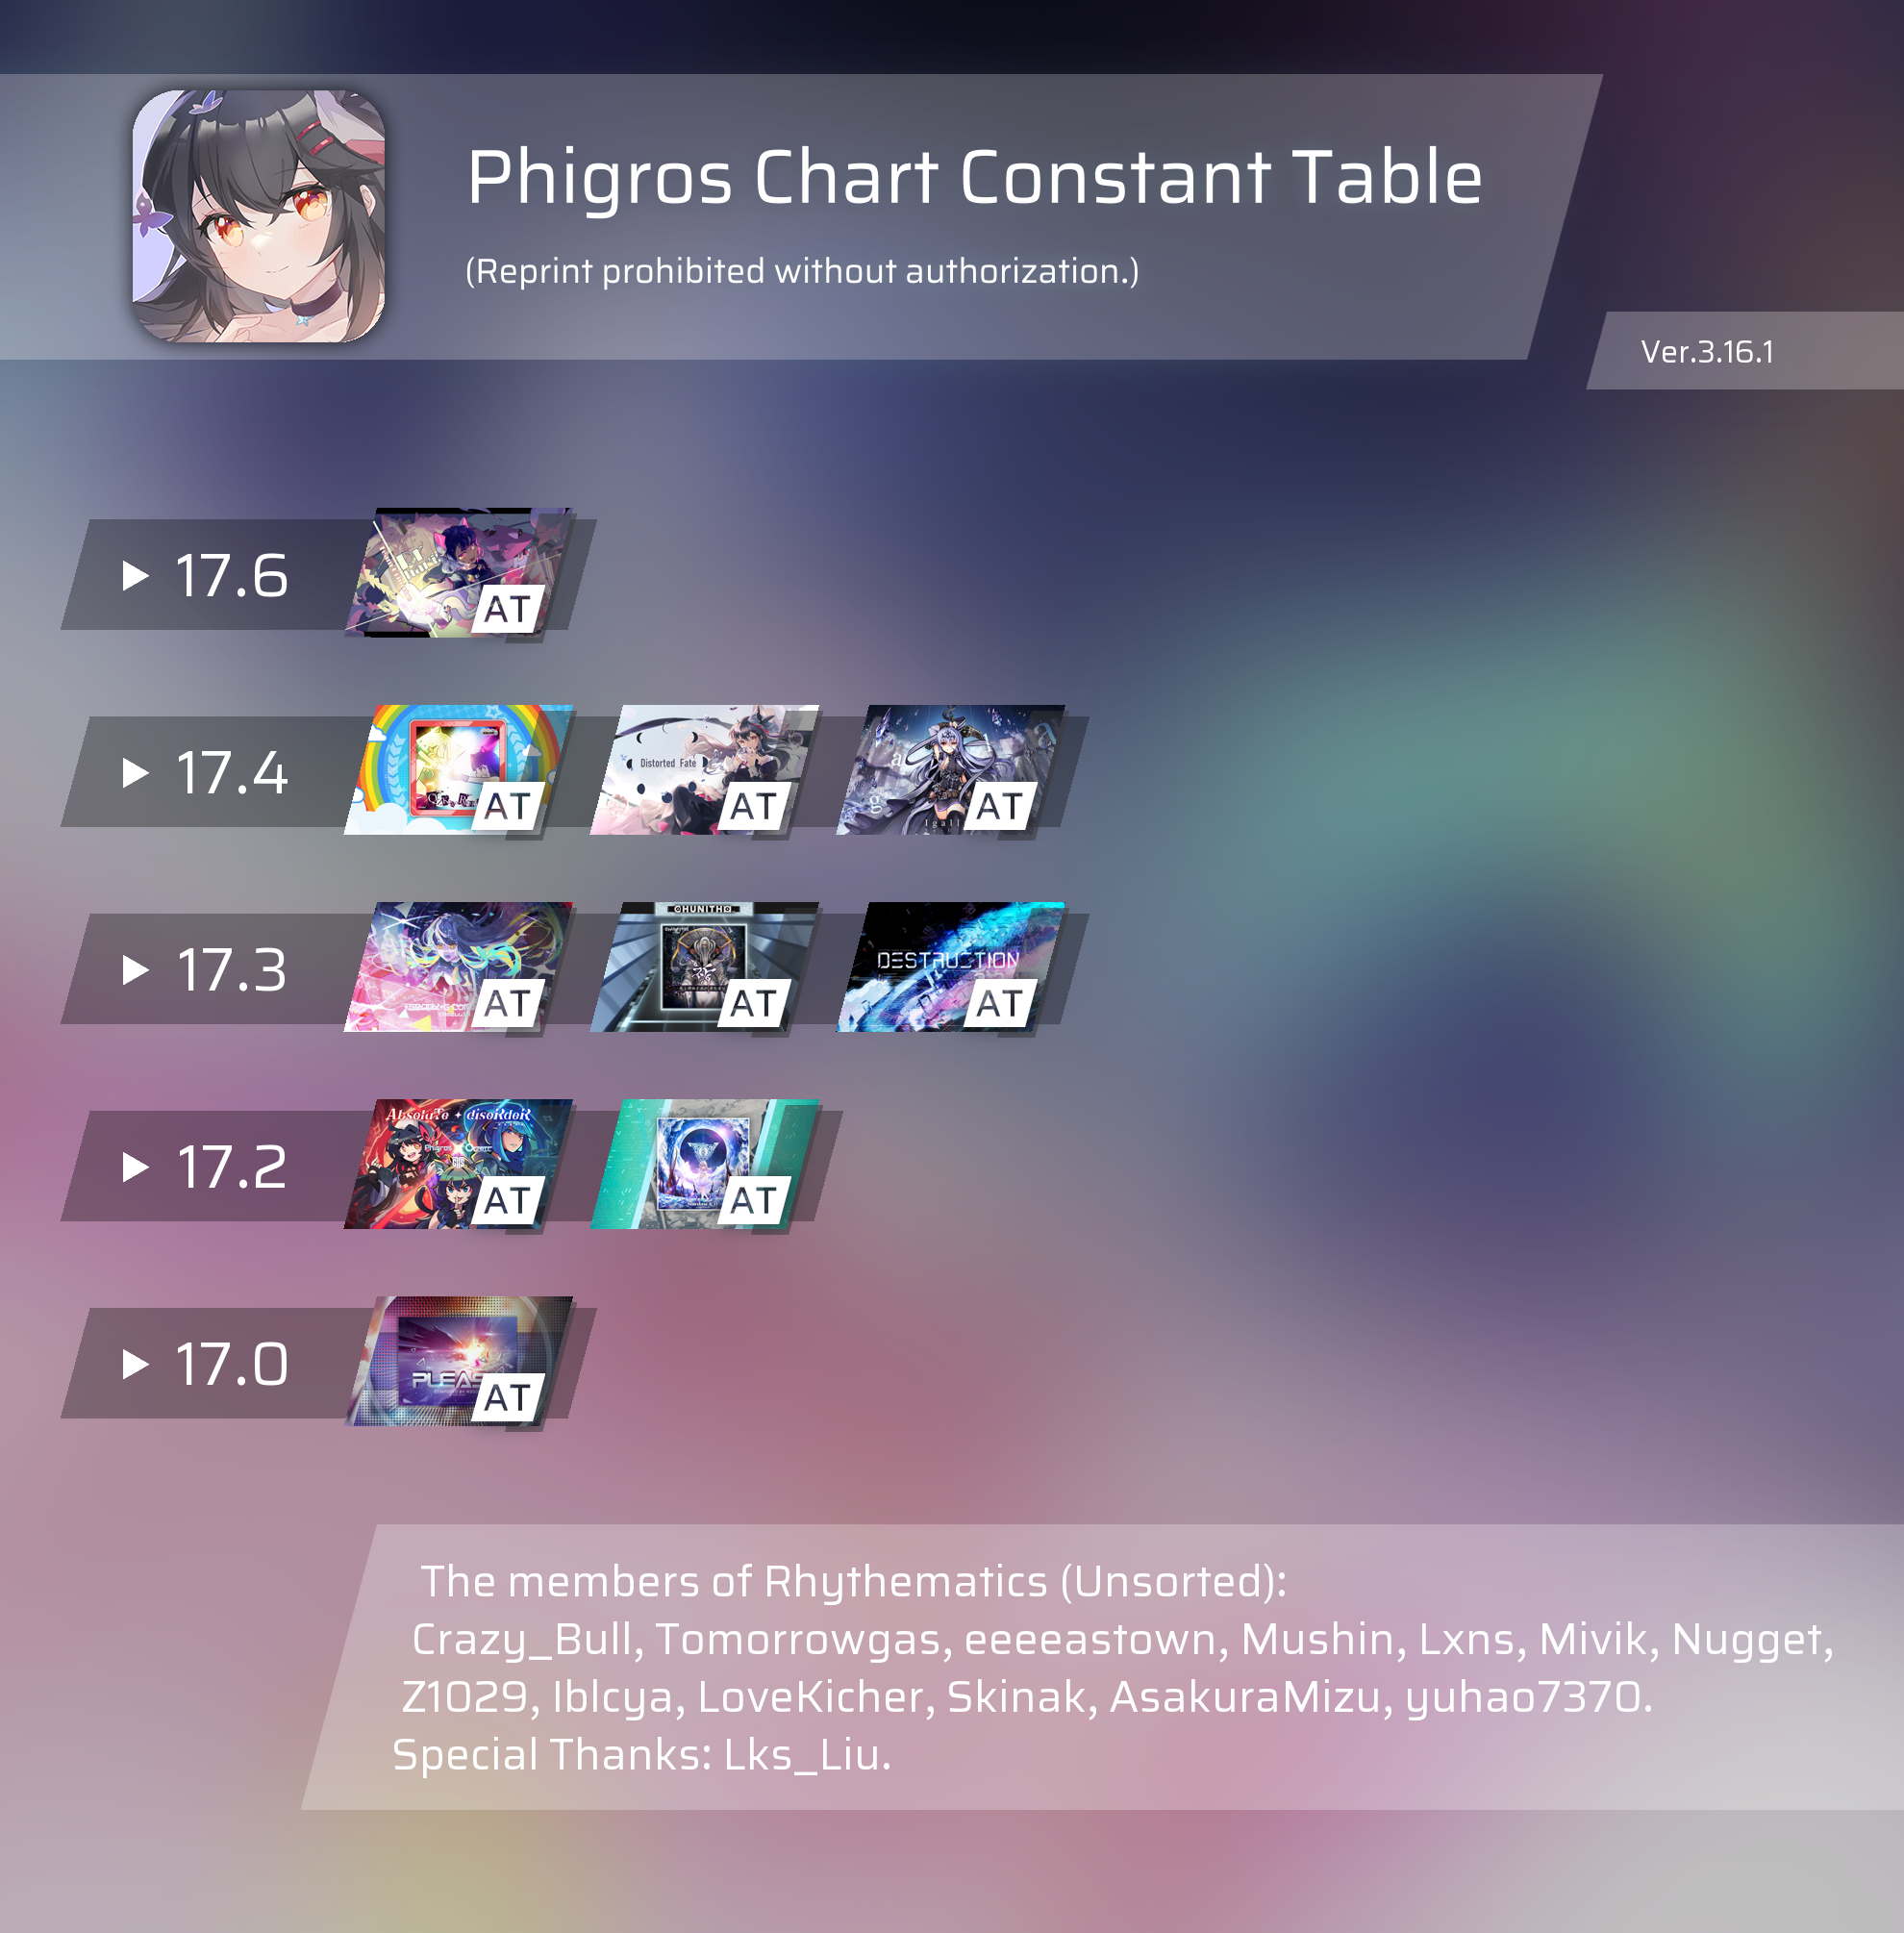 Phigros Chart Constant Table
(Reprint prohibited without authorization.)
Ver.3.16.1
17.6
AT
17.4
AT
Distorted Fate
AT
AT
17.3
AT
CHUNITHM
AT
DESTRUCTION
AT
17.2
AbsoluTe disoRdeR
AT
AT
17.0
AT
The members of Rhythematics (Unsorted):
Crazy_Bull, Tomorrowgas, eeeeastown, Mushin, Lxns, Mivik, Nugget,
Z1029, Iblcya, LoveKicher, Skinak, AsakuraMizu, yuhao7370.
Special Thanks: Lks_Liu.